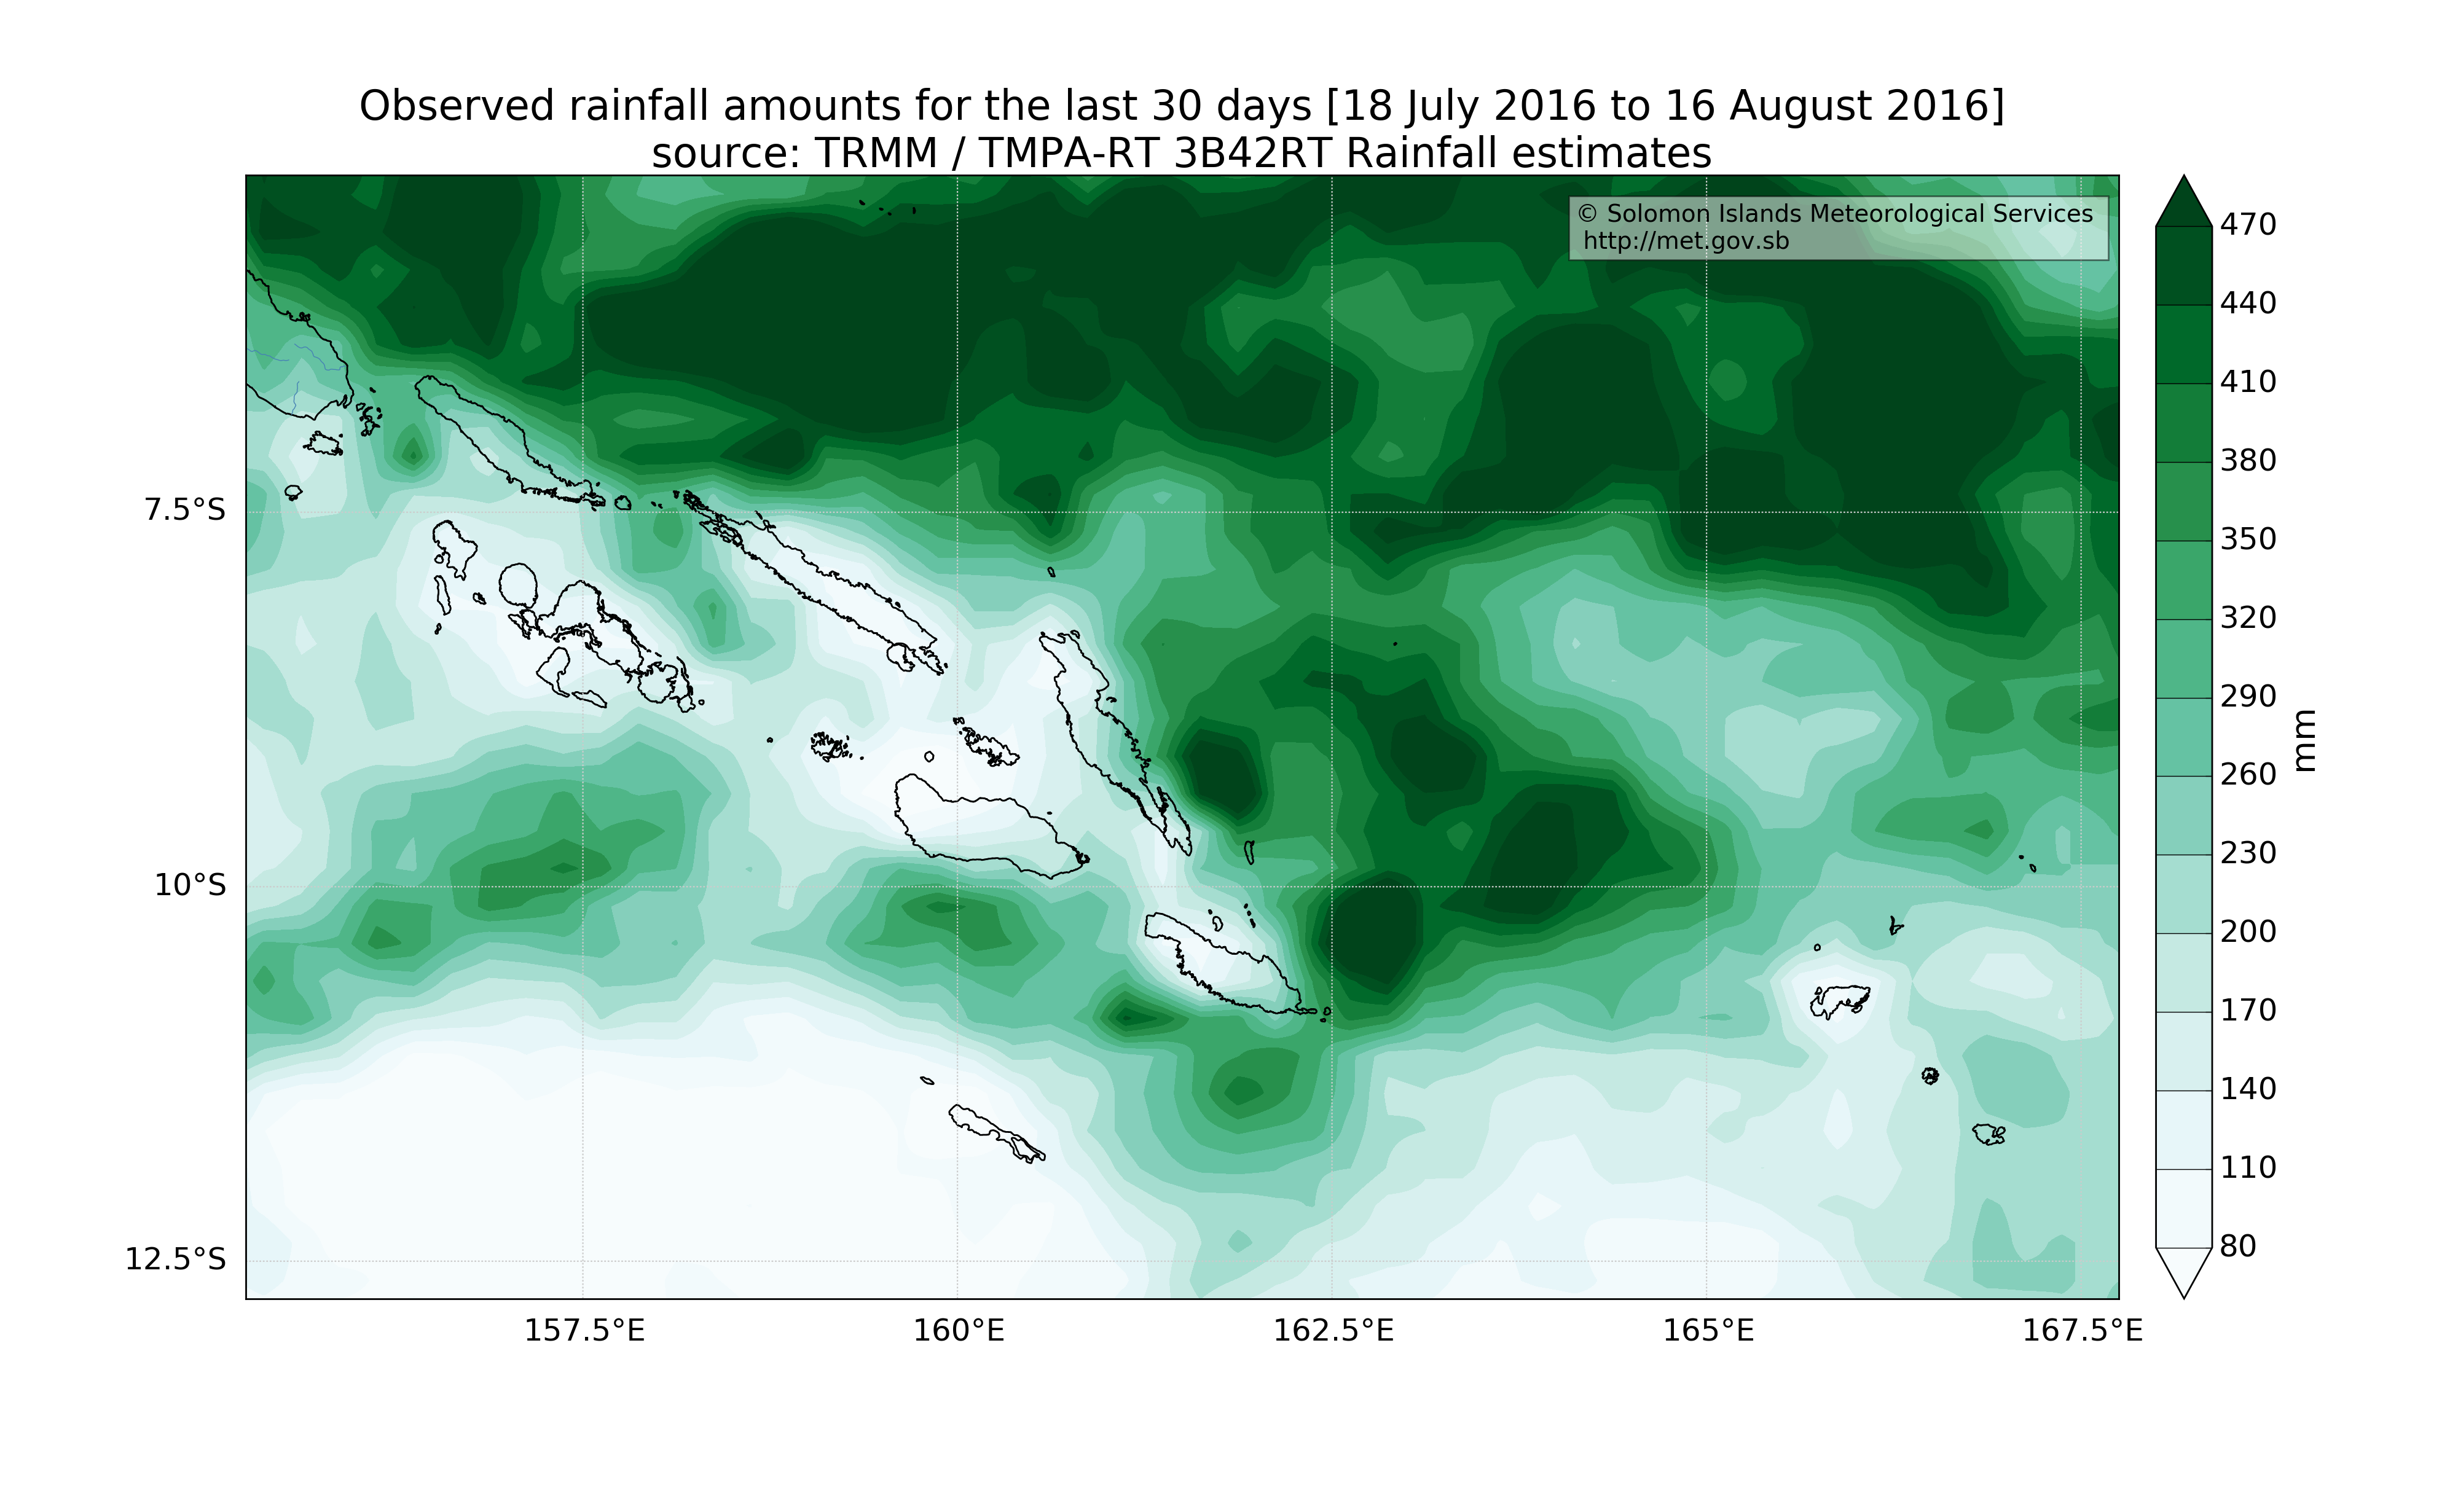 Observed rainfall amounts for the last 30 days [18 July 2016 to 16 August 2016]
source: TRMM / TMPA-RT 3B42RT Rainfall estimates
© Solomon Islands Meteorological Services
http://met.gov.sb
7.5°S
10°S
12.5°S
157.5°E
160°E
162.5°E
165°E
167.5°E
470
440
410
380
350
320
290
260
230
200
170
140
110
80
mm